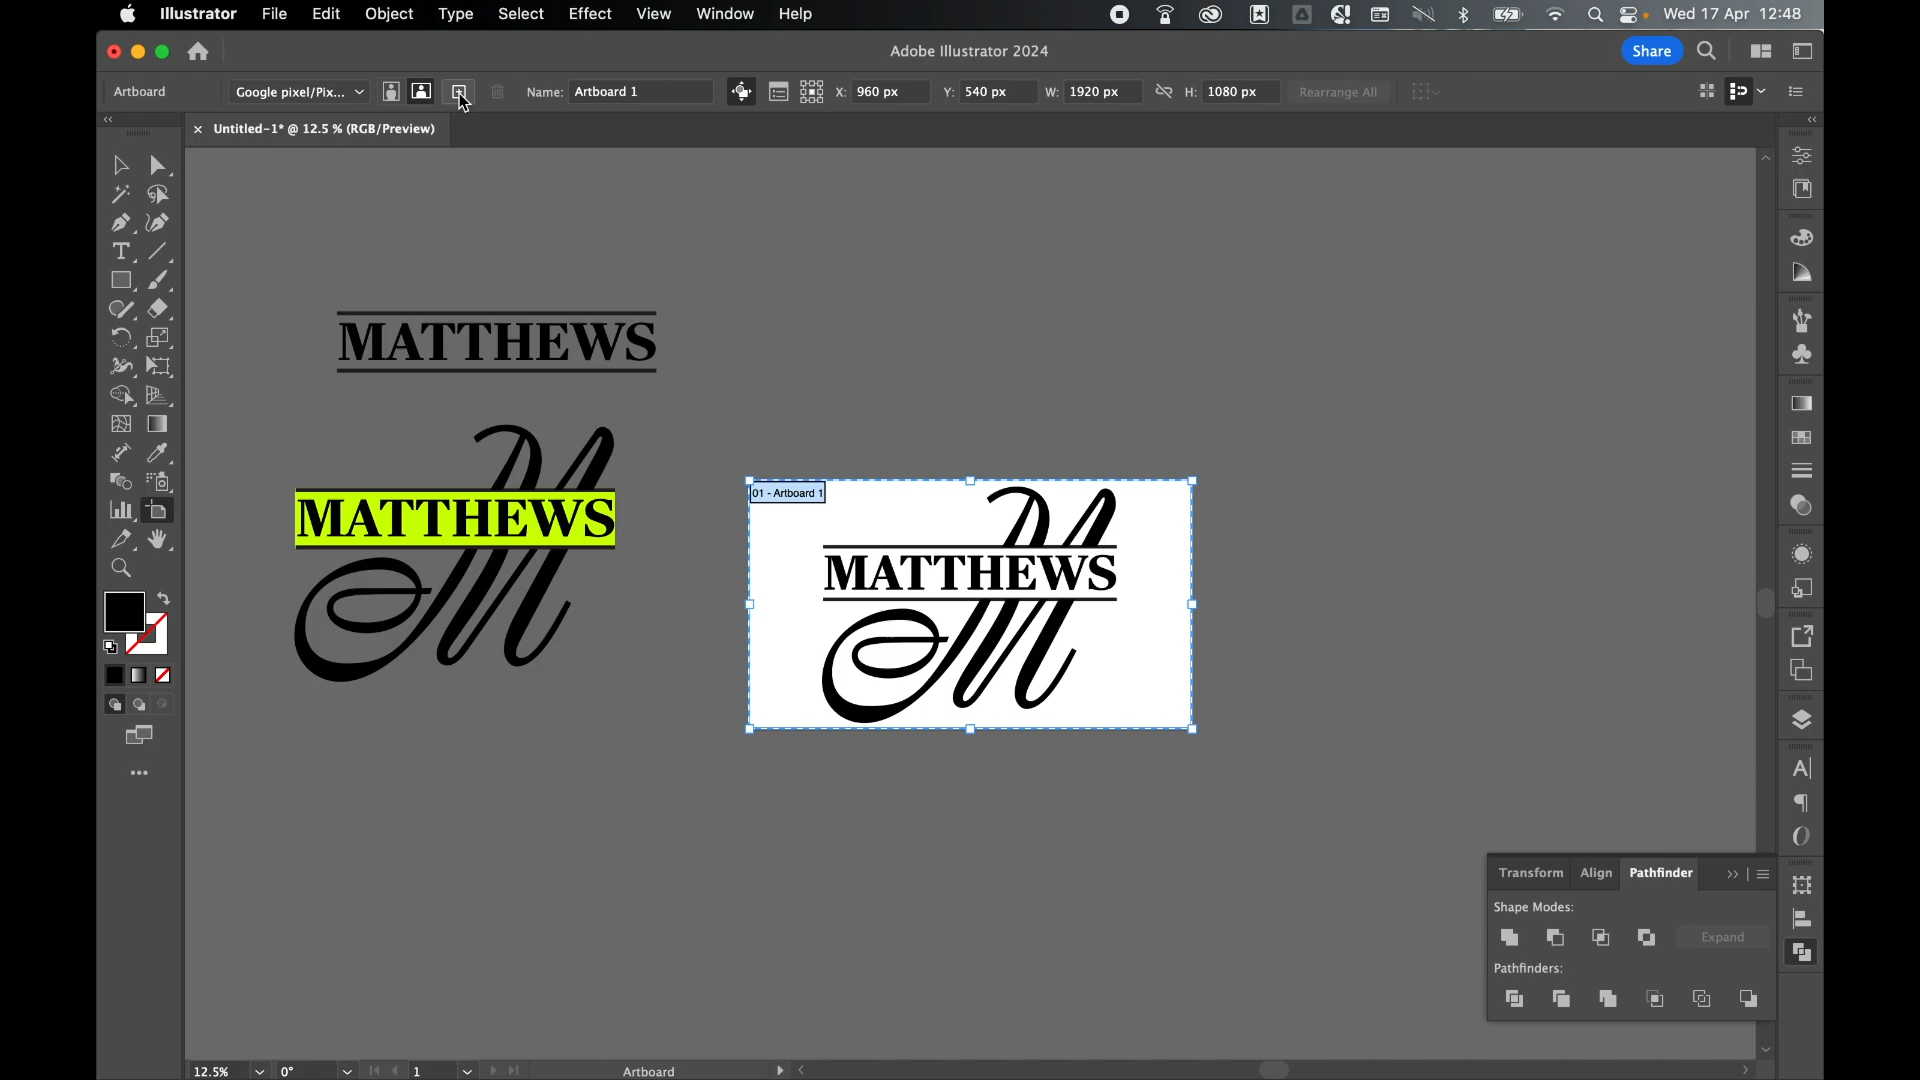 Illustrator File Edit Object Type Select Effect View Window Help Wed 17 Apr 12:48
Adobe Illustrator 2024 Share
Artboard Google pixel/Pix... Name: Artboard 1 X: 960 px Y: 540 px W: 1920 px H: 1080 px Rearrange All
Untitled-1* @ 12.5 % (RGB/Preview)
MATTHEWS
M
MATTHEWS
01 - Artboard 1
M
MATTHEWS
Transform Align Pathfinder
Shape Modes:
Expand
Pathfinders:
12.5% 0° 1 Artboard